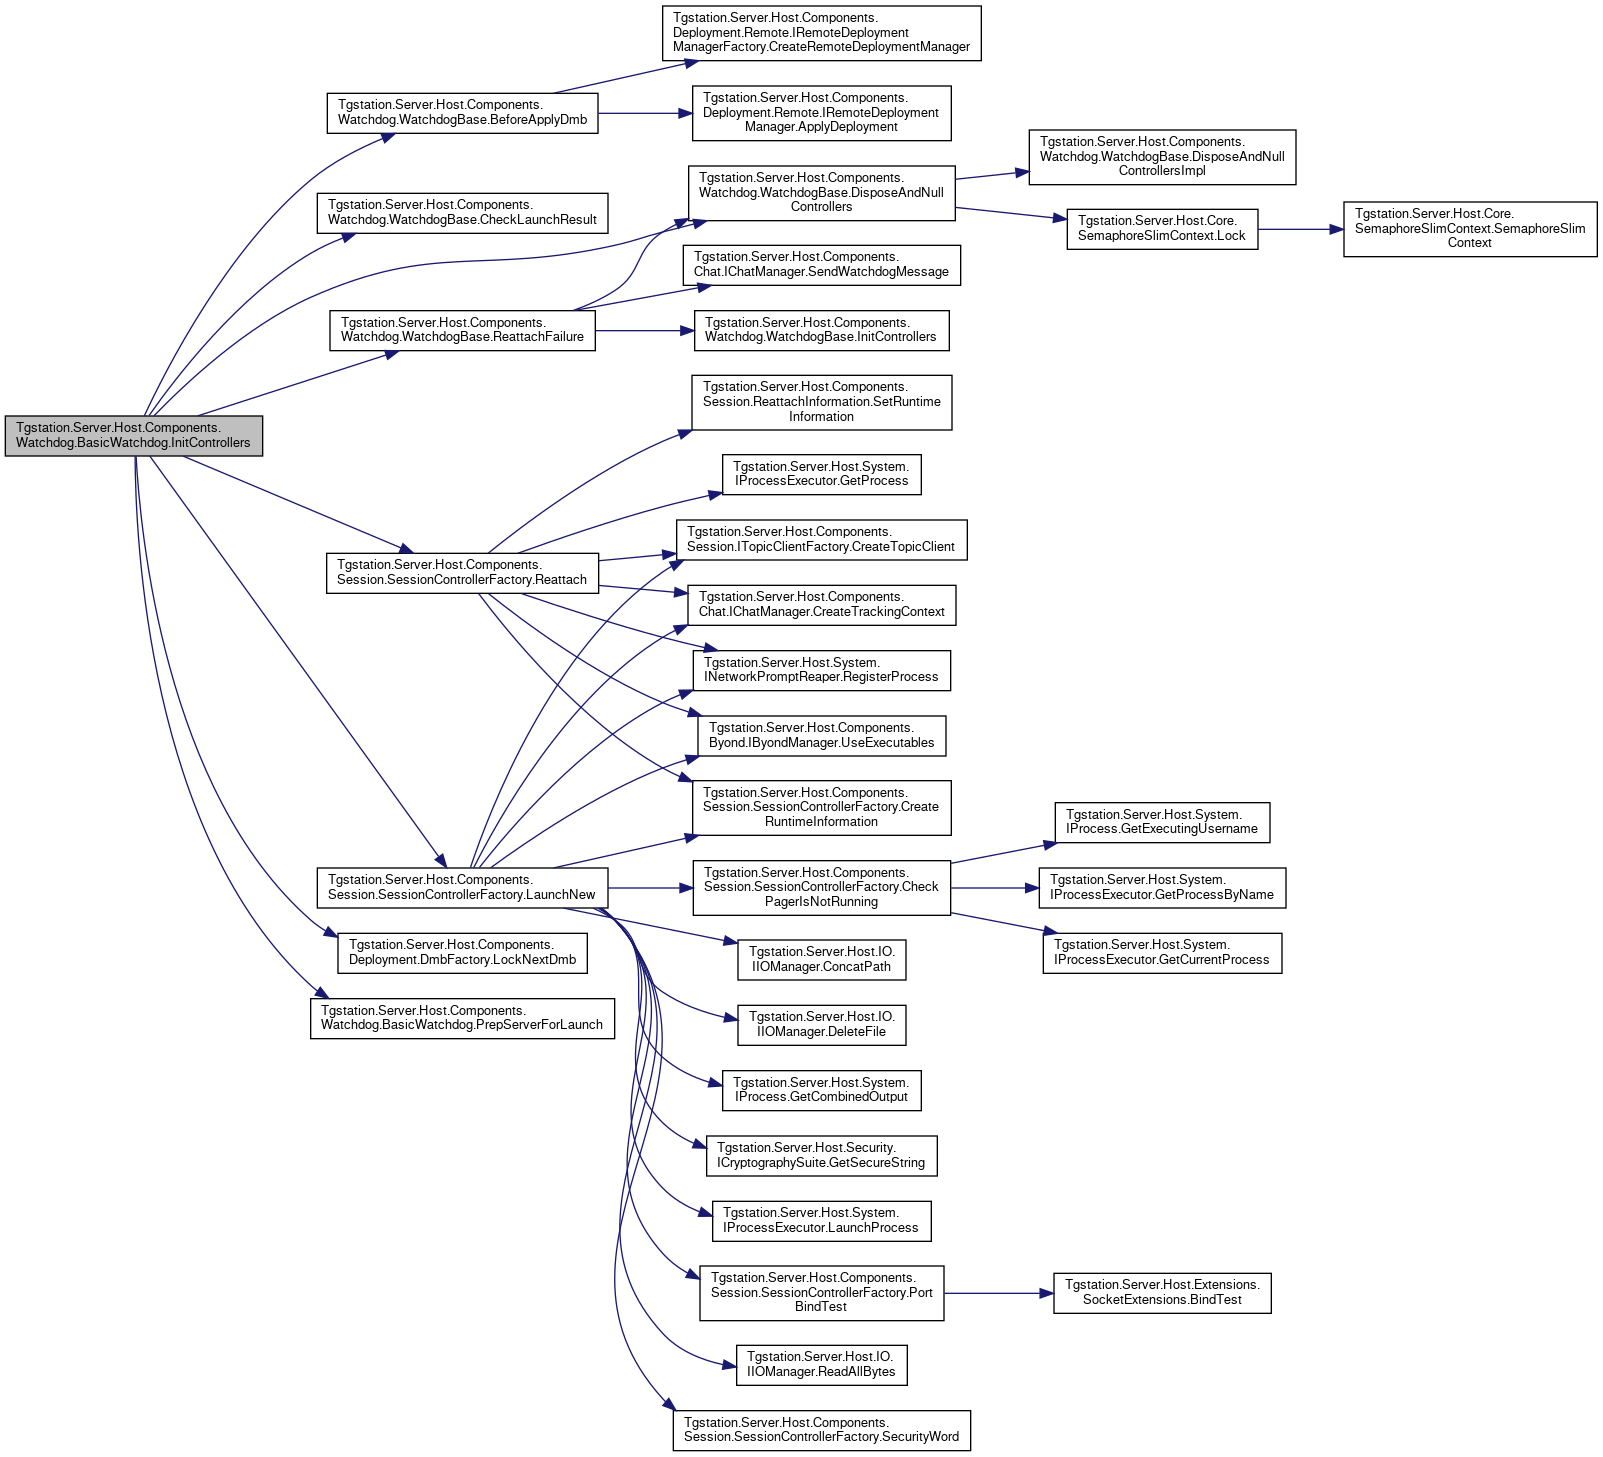 Tgstation.Server.Host.Components.
Deployment.Remote.IRemoteDeployment
ManagerFactory.CreateRemoteDeploymentManager
Tgstation.Server.Host.Components.
Watchdog.WatchdogBase.BeforeApplyDmb
Tgstation.Server.Host.Components.
Deployment.Remote.IRemoteDeployment
Manager.ApplyDeployment
Tgstation.Server.Host.Components.
Watchdog.WatchdogBase.DisposeAndNull
ControllersImpl
Tgstation.Server.Host.Components.
Watchdog.WatchdogBase.DisposeAndNull
Controllers
Tgstation.Server.Host.Components.
Watchdog.WatchdogBase.CheckLaunchResult
Tgstation.Server.Host.Core.
SemaphoreSlimContext.Lock
Tgstation.Server.Host.Core.
SemaphoreSlimContext.SemaphoreSlim
Context
Tgstation.Server.Host.Components.
Chat.IChatManager.SendWatchdogMessage
Tgstation.Server.Host.Components.
Watchdog.WatchdogBase.ReattachFailure
Tgstation.Server.Host.Components.
Watchdog.WatchdogBase.InitControllers
Tgstation.Server.Host.Components.
Session.ReattachInformation.SetRuntime
Information
Tgstation.Server.Host.Components.
Watchdog.BasicWatchdog.InitControllers
Tgstation.Server.Host.System.
IProcessExecutor.GetProcess
Tgstation.Server.Host.Components.
Session.ITopicClientFactory.CreateTopicClient
Tgstation.Server.Host.Components.
Session.SessionControllerFactory.Reattach
Tgstation.Server.Host.Components.
Chat.IChatManager.CreateTrackingContext
Tgstation.Server.Host.System.
INetworkPromptReaper.RegisterProcess
Tgstation.Server.Host.Components.
Byond.IByondManager.UseExecutables
Tgstation.Server.Host.Components.
Session.SessionControllerFactory.Create
RuntimeInformation
Tgstation.Server.Host.System.
IProcess.GetExecutingUsername
Tgstation.Server.Host.Components.
Session.SessionControllerFactory.LaunchNew
Tgstation.Server.Host.Components.
Session.SessionControllerFactory.Check
PagerIsNotRunning
Tgstation.Server.Host.System.
IProcessExecutor.GetProcessByName
Tgstation.Server.Host.Components.
Deployment.DmbFactory.LockNextDmb
Tgstation.Server.Host.IO.
IIOManager.ConcatPath
Tgstation.Server.Host.System.
IProcessExecutor.GetCurrentProcess
Tgstation.Server.Host.Components.
Watchdog.BasicWatchdog.PrepServerForLaunch
Tgstation.Server.Host.IO.
IIOManager.DeleteFile
Tgstation.Server.Host.System.
IProcess.GetCombinedOutput
Tgstation.Server.Host.Security.
ICryptographySuite.GetSecureString
Tgstation.Server.Host.System.
IProcessExecutor.LaunchProcess
Tgstation.Server.Host.Components.
Session.SessionControllerFactory.Port
BindTest
Tgstation.Server.Host.Extensions.
SocketExtensions.BindTest
Tgstation.Server.Host.IO.
IIOManager.ReadAllBytes
Tgstation.Server.Host.Components.
Session.SessionControllerFactory.SecurityWord